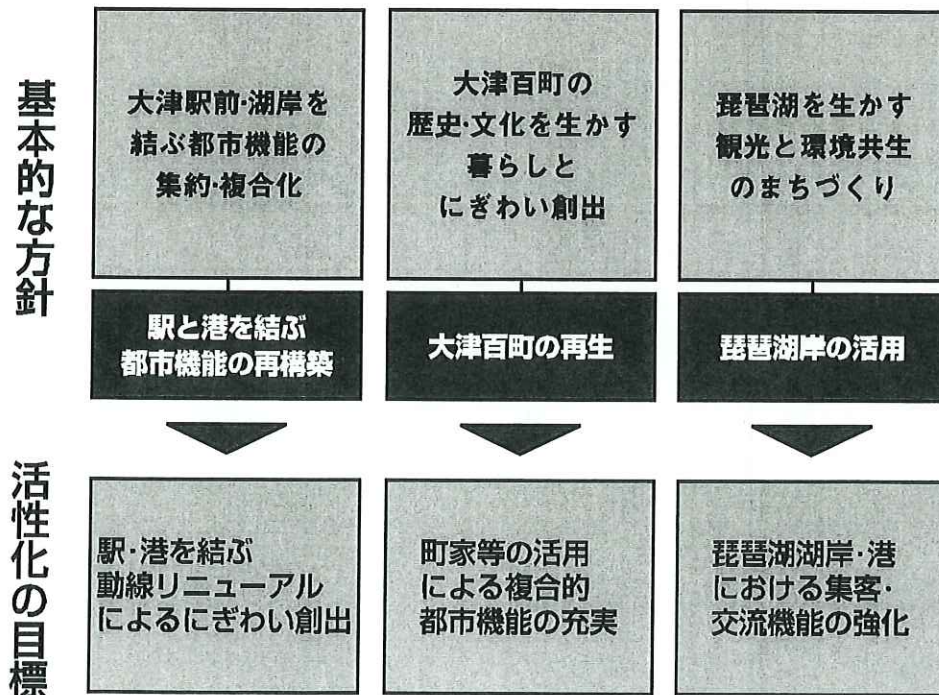 基本的な方針
大津駅前・湖岸を
結ぶ都市機能の
集約・複合化
大津百町の
歴史・文化を生かす
暮らしと
にぎわい創出
琵琶湖を生かす
観光と環境共生
のまちづくり
駅と港を結ぶ
都市機能の再構築
大津百町の再生
琵琶湖岸の活用
活性化の目標
駅・港を結ぶ
動線リニューアル
によるにぎわい創出
町家等の活用
による複合的
都市機能の充実
琵琶湖湖岸・港
における集客・
交流機能の強化